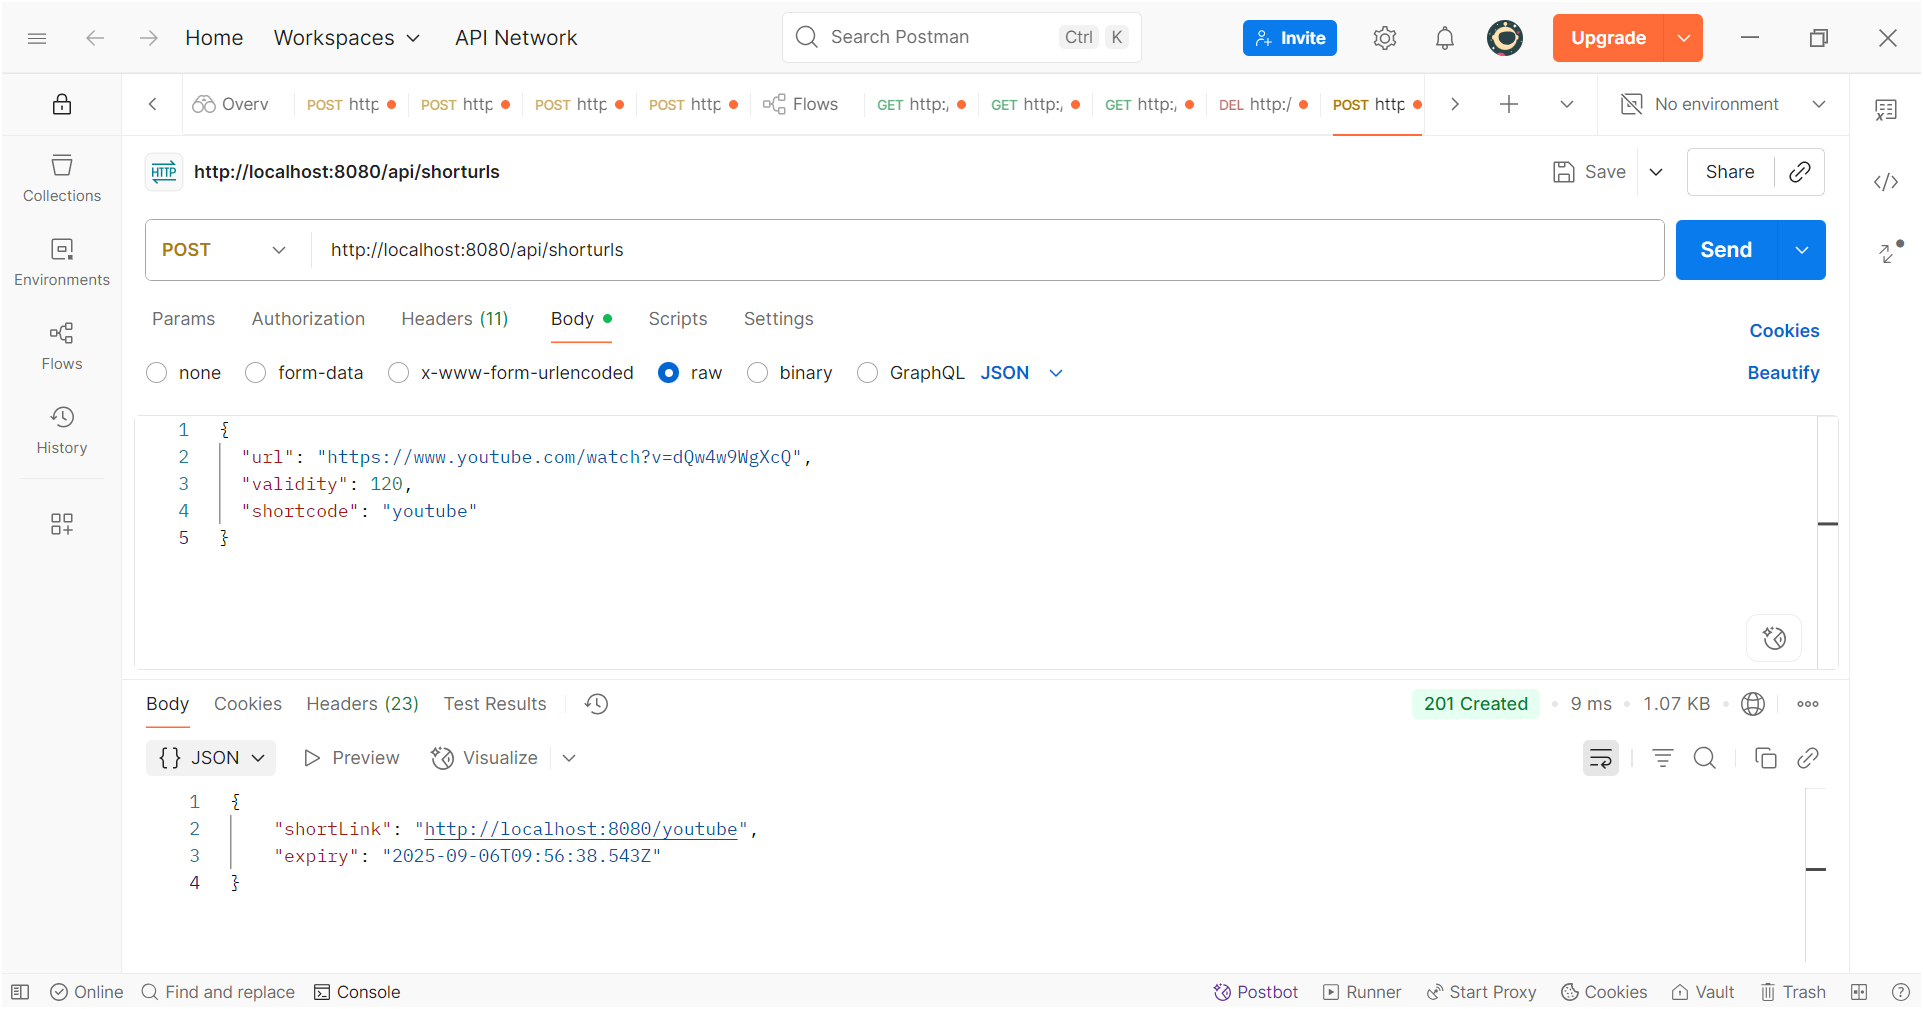 Home Workspaces API Network Search Postman Ctrl K Invite Upgrade
Overv POST http POST http POST http POST http Flows GET http:/ GET http:/ GET http:/ DEL http:/ POST http No environment
HTTP http://localhost:8080/api/shorturls Save Share
Collections
POST http://localhost:8080/api/shorturls Send
Environments
Params Authorization Headers (11) Body Scripts Settings
Cookies
Flows
none form-data x-www-form-urlencoded raw binary GraphQL JSON Beautify
History
1 {
2 "url": "https://www.youtube.com/watch?v=dQw4w9WgXcQ",
3 "validity": 120,
4 "shortcode": "youtube"
5 }
Body Cookies Headers (23) Test Results 201 Created 9 ms 1.07 KB
{} JSON Preview Visualize
1 {
2 "shortLink": "http://localhost:8080/youtube",
3 "expiry": "2025-09-06T09:56:38.543Z"
4 }
Online Find and replace Console Postbot Runner Start Proxy Cookies Vault Trash